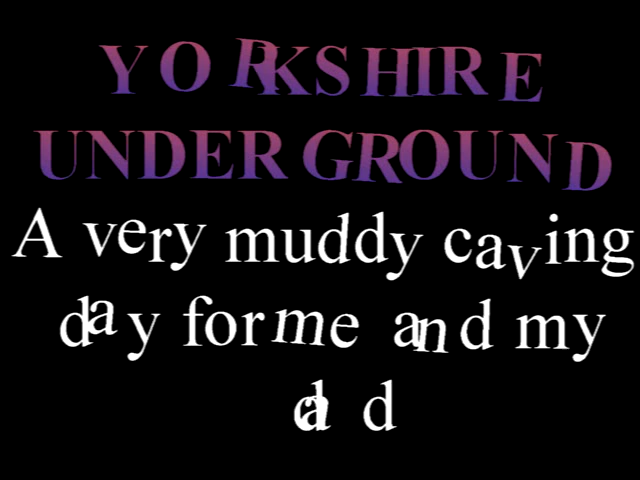 YORKSHIRE
UNDERGROUND
A very muddy caving
day for me and my
dad